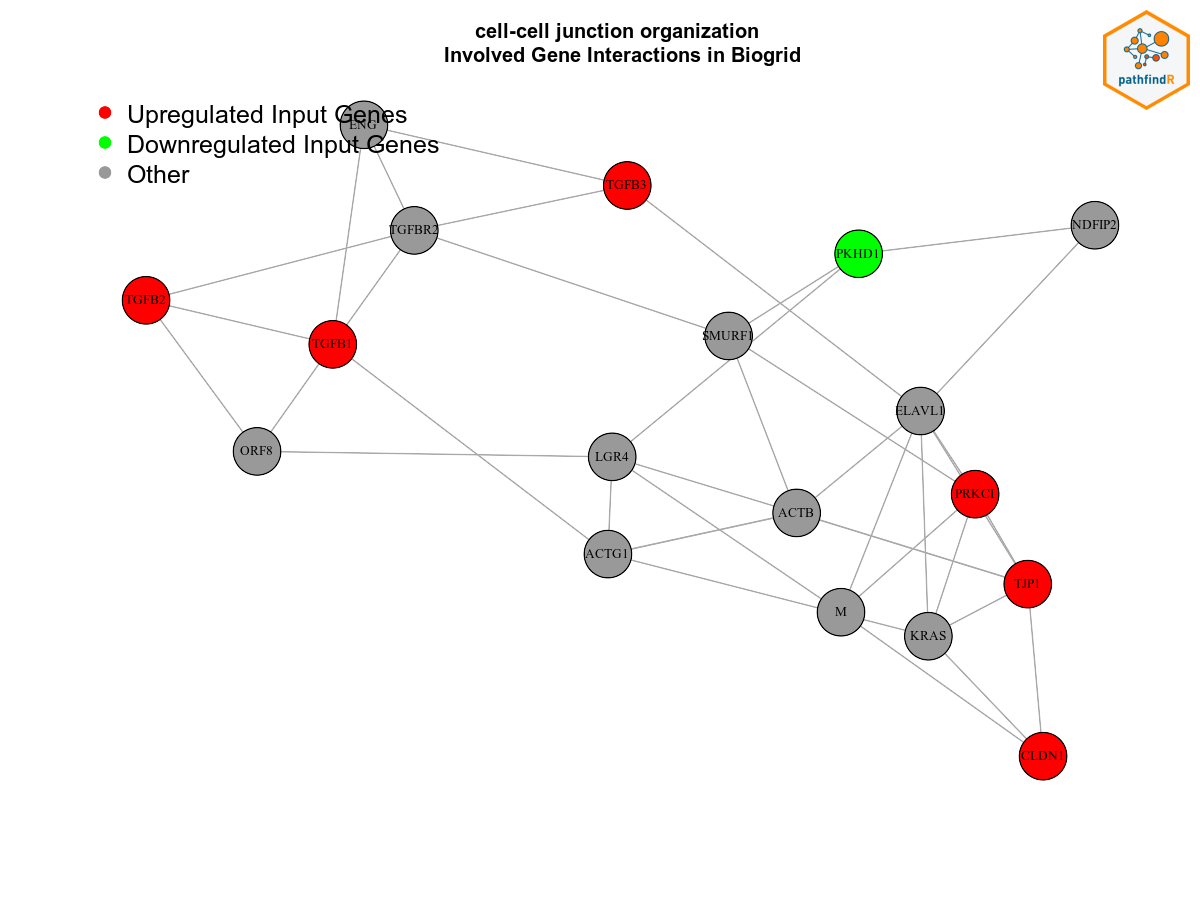 cell-cell junction organization
Involved Gene Interactions in Biogrid
pathfindR
Upregulated Input Genes
Downregulated Input Genes
Other
ENG
TGFB3
TGFBR2
NDFIP2
PKHD1
TGFB2
SMURF1
TGFB1
ELAVL1
ORF8
LGR4
PRKCI
ACTB
ACTG1
TJP1
M
KRAS
CLDN1